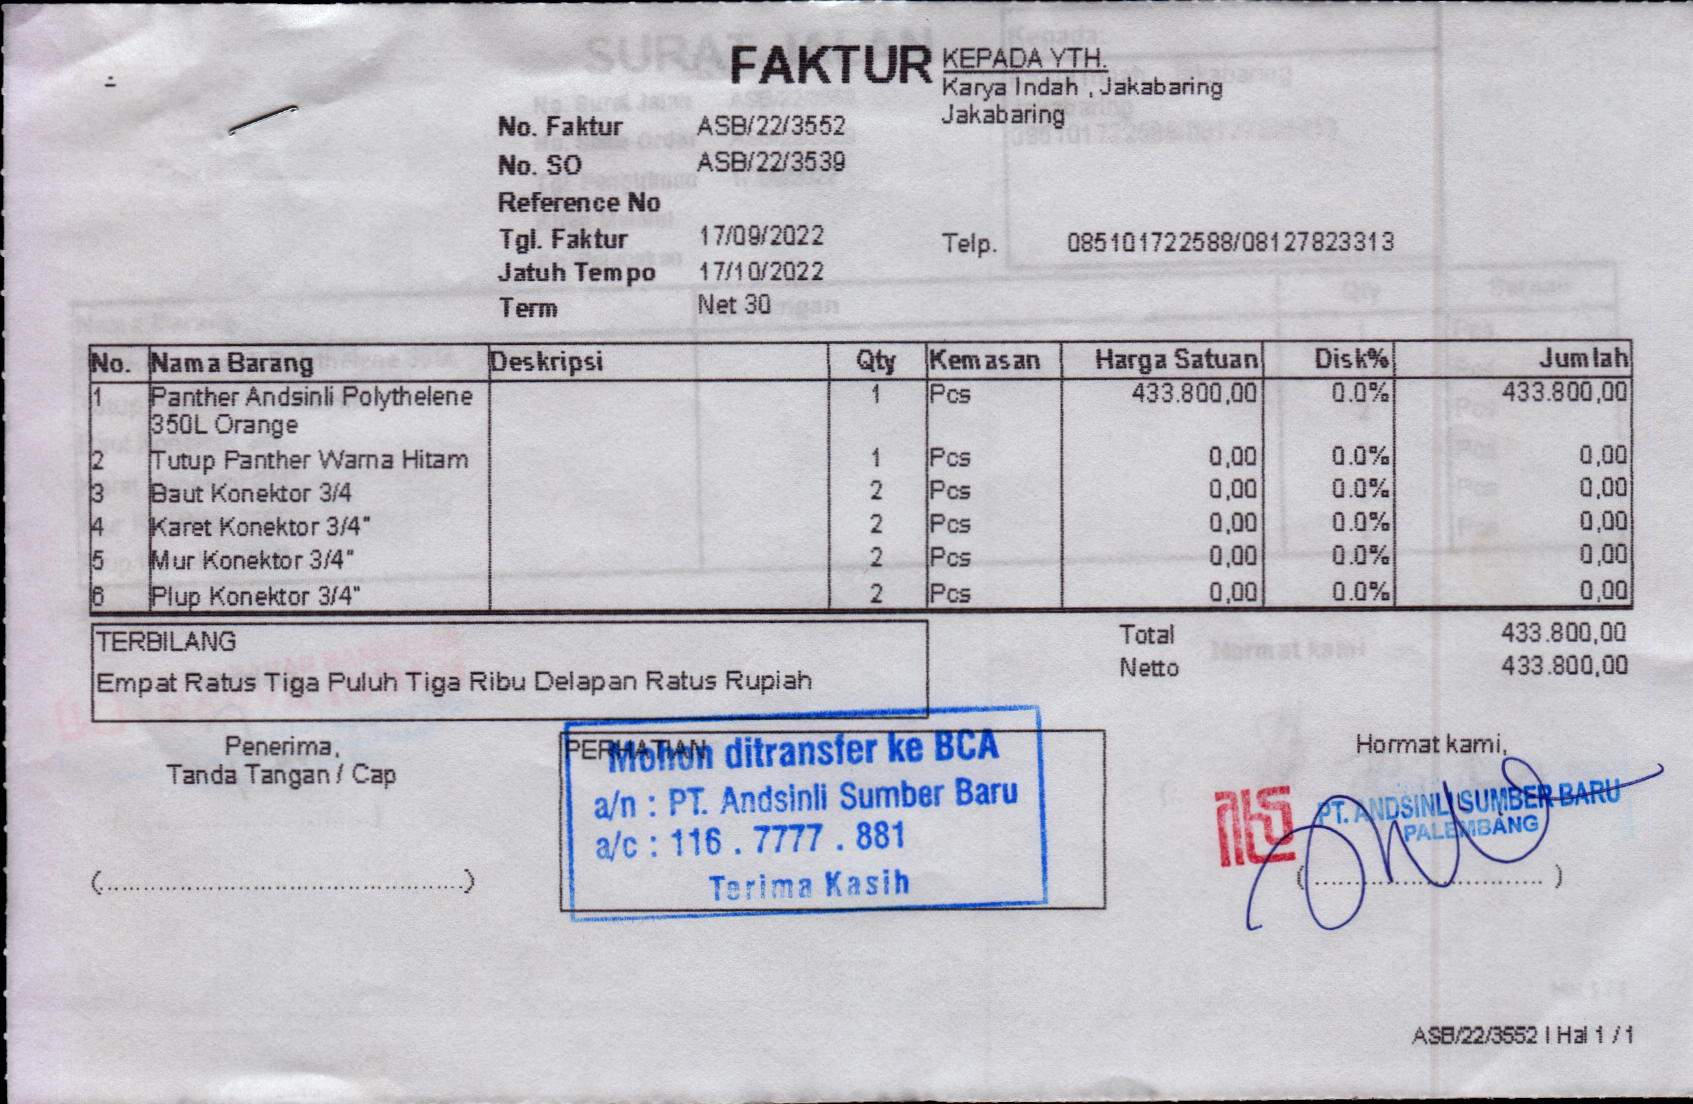 FAKTUR
KEPADA YTH.
Karya Indah , Jakabaring
Jakabaring
No. Faktur ASB/22/3552
No. SO ASB/22/3539
Reference No
Tgl. Faktur 17/09/2022
Telp. 085101722588/08127823313
Jatuh Tempo 17/10/2022
Term Net 30
No. Nama Barang Deskripsi Qty Kemasan Harga Satuan Disk% Jumlah
1 Panther Andsinli Polythelene 1 Pcs 433.800,00 0.0% 433.800,00
350L Orange
2 Tutup Panther Warna Hitam 1 Pcs 0,00 0.0% 0,00
3 Baut Konektor 3/4 2 Pcs 0,00 0.0% 0,00
4 Karet Konektor 3/4" 2 Pcs 0,00 0.0% 0,00
5 Mur Konektor 3/4" 2 Pcs 0,00 0.0% 0,00
6 Plup Konektor 3/4" 2 Pcs 0,00 0.0% 0,00
TERBILANG
Empat Ratus Tiga Puluh Tiga Ribu Delapan Ratus Rupiah
Total 433.800,00
Netto 433.800,00
Penerima,
Tanda Tangan / Cap
(................................................)
PERHATIAN
Mohon ditransfer ke BCA
a/n : PT. Andsinli Sumber Baru
a/c : 116 . 7777 . 881
Terima Kasih
Hormat kami,
PT. ANDSINLI SUMBER BARU
PALEMBANG
(..............................)
ASB/22/3552 | Hal 1 / 1